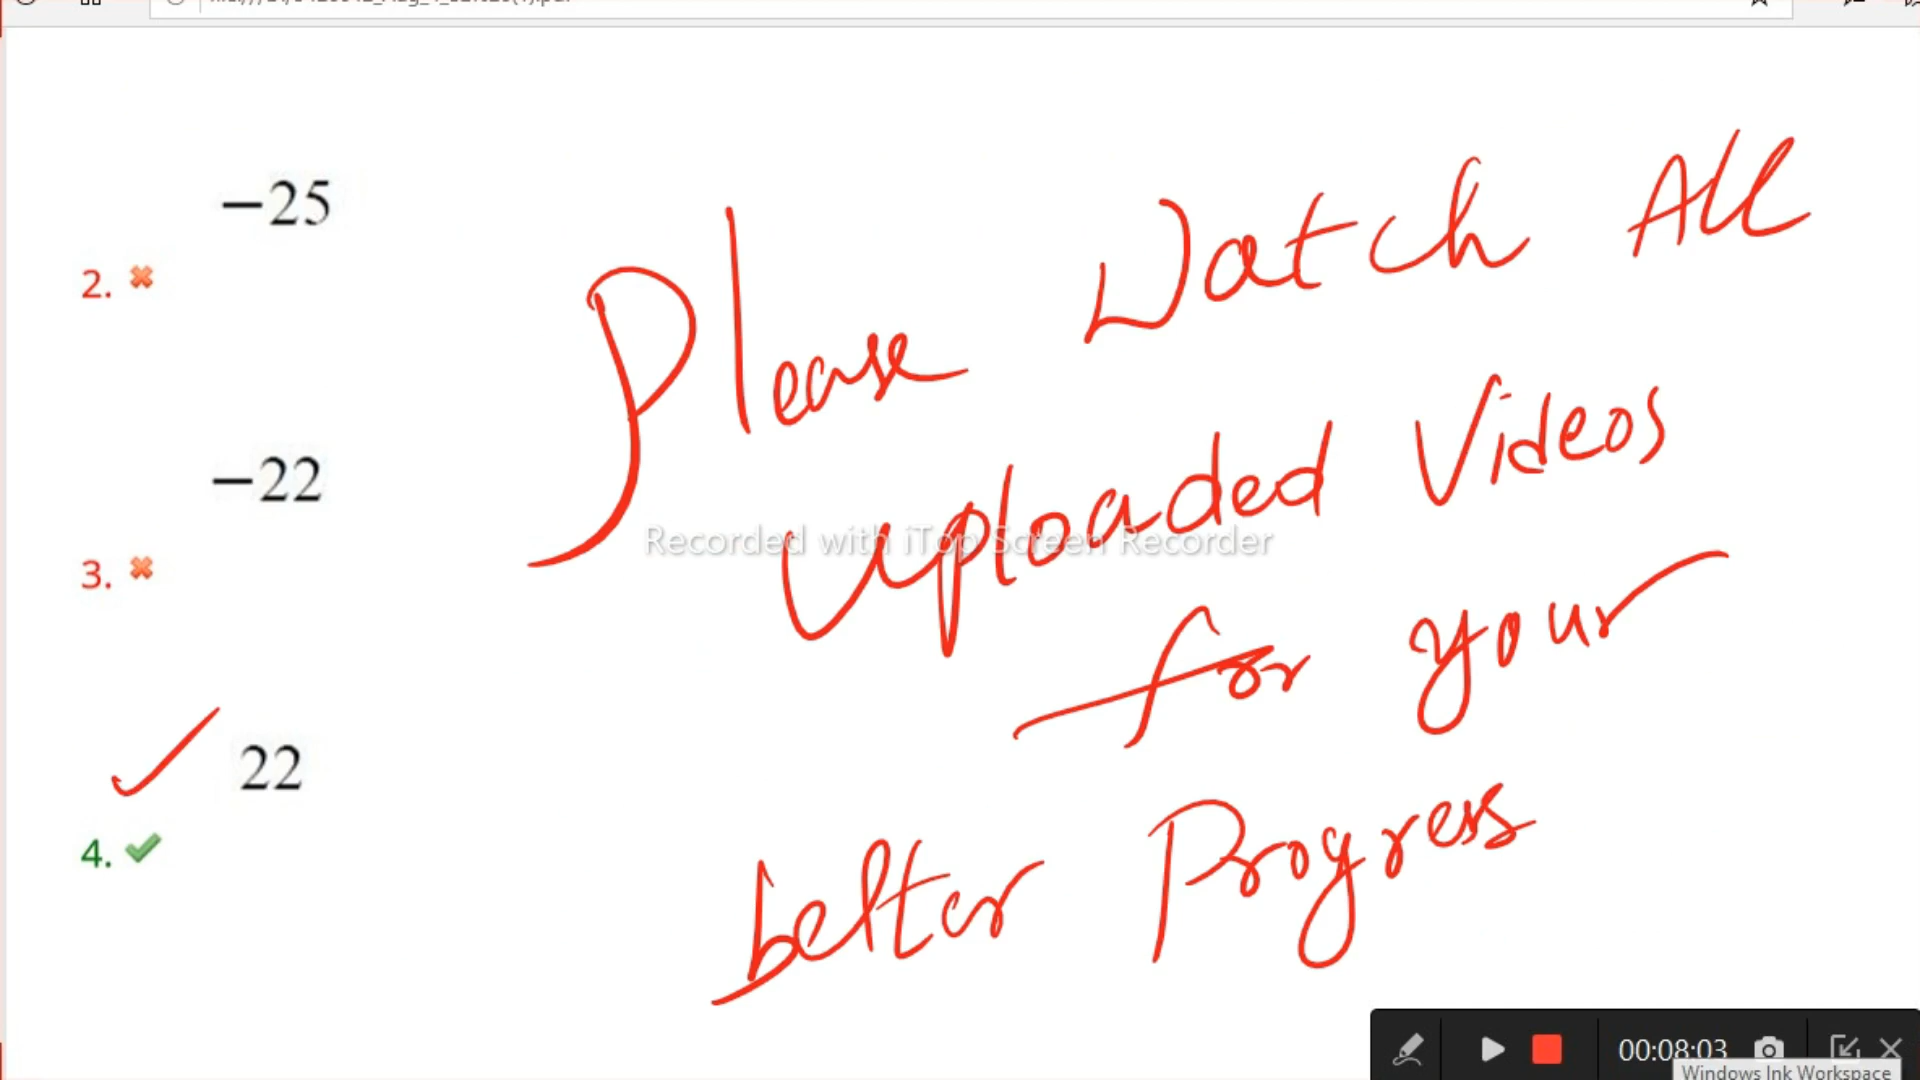 −25
2.
Please Watch All
−22
Uploaded Videos
Recorded with iTop Screen Recorder
3.
for your
22
4.
better Progress
00:08:03
Windows Ink Workspace